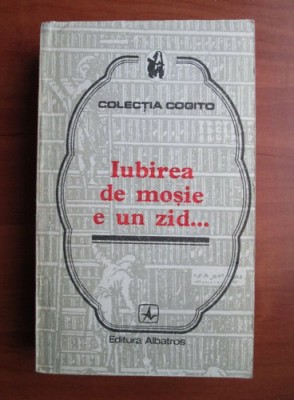 COLECȚIA COGITO
Iubirea
de moșie
e un zid...
Editura Albatros